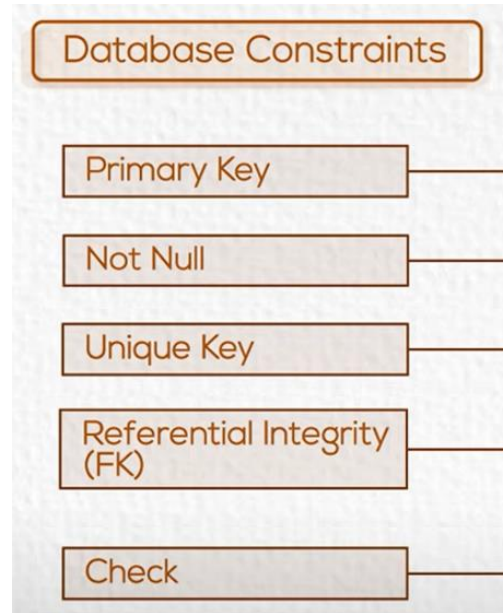 Database Constraints
Primary Key
Not Null
Unique Key
Referential Integrity
(FK)
Check